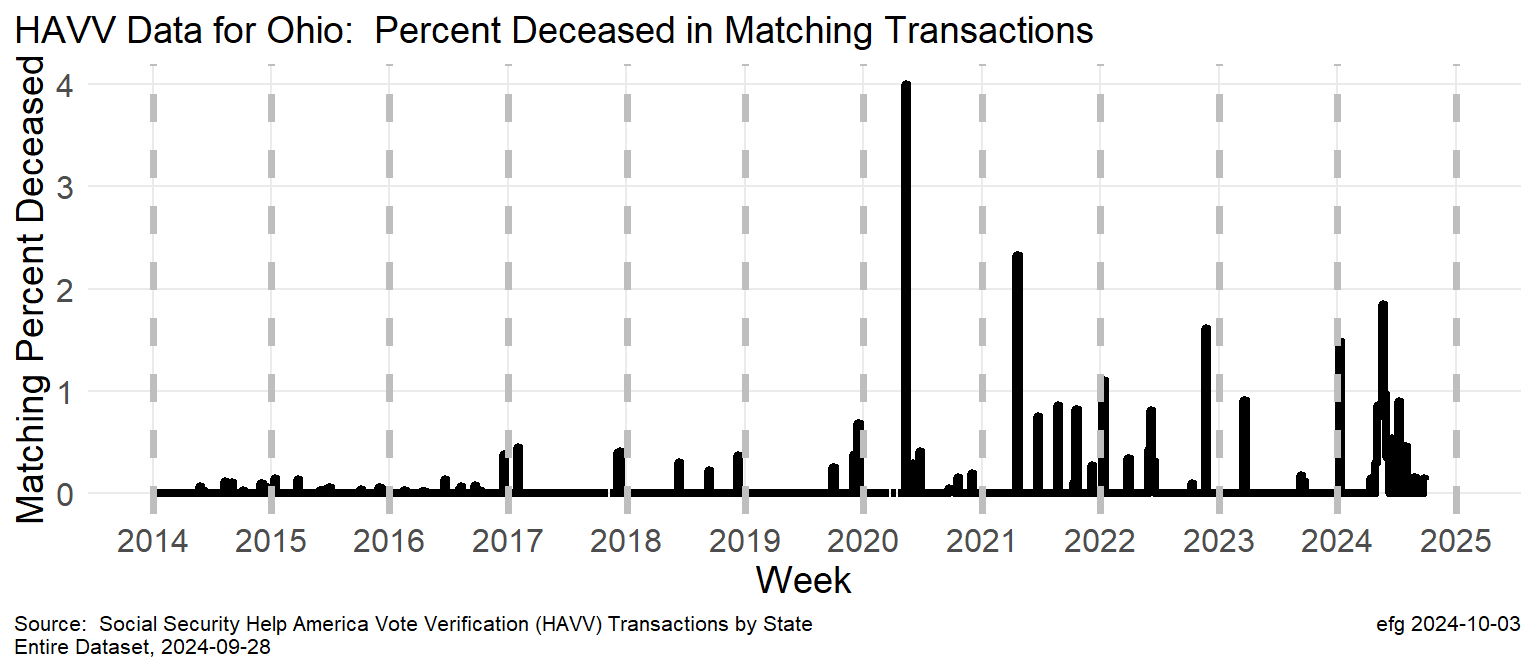 HAVV Data for Ohio:  Percent Deceased in Matching Transactions
Matching Percent Deceased
4
3
2
1
0
2014 2015 2016 2017 2018 2019 2020 2021 2022 2023 2024 2025
Week
Source:  Social Security Help America Vote Verification (HAVV) Transactions by State
Entire Dataset, 2024-09-28
efg 2024-10-03